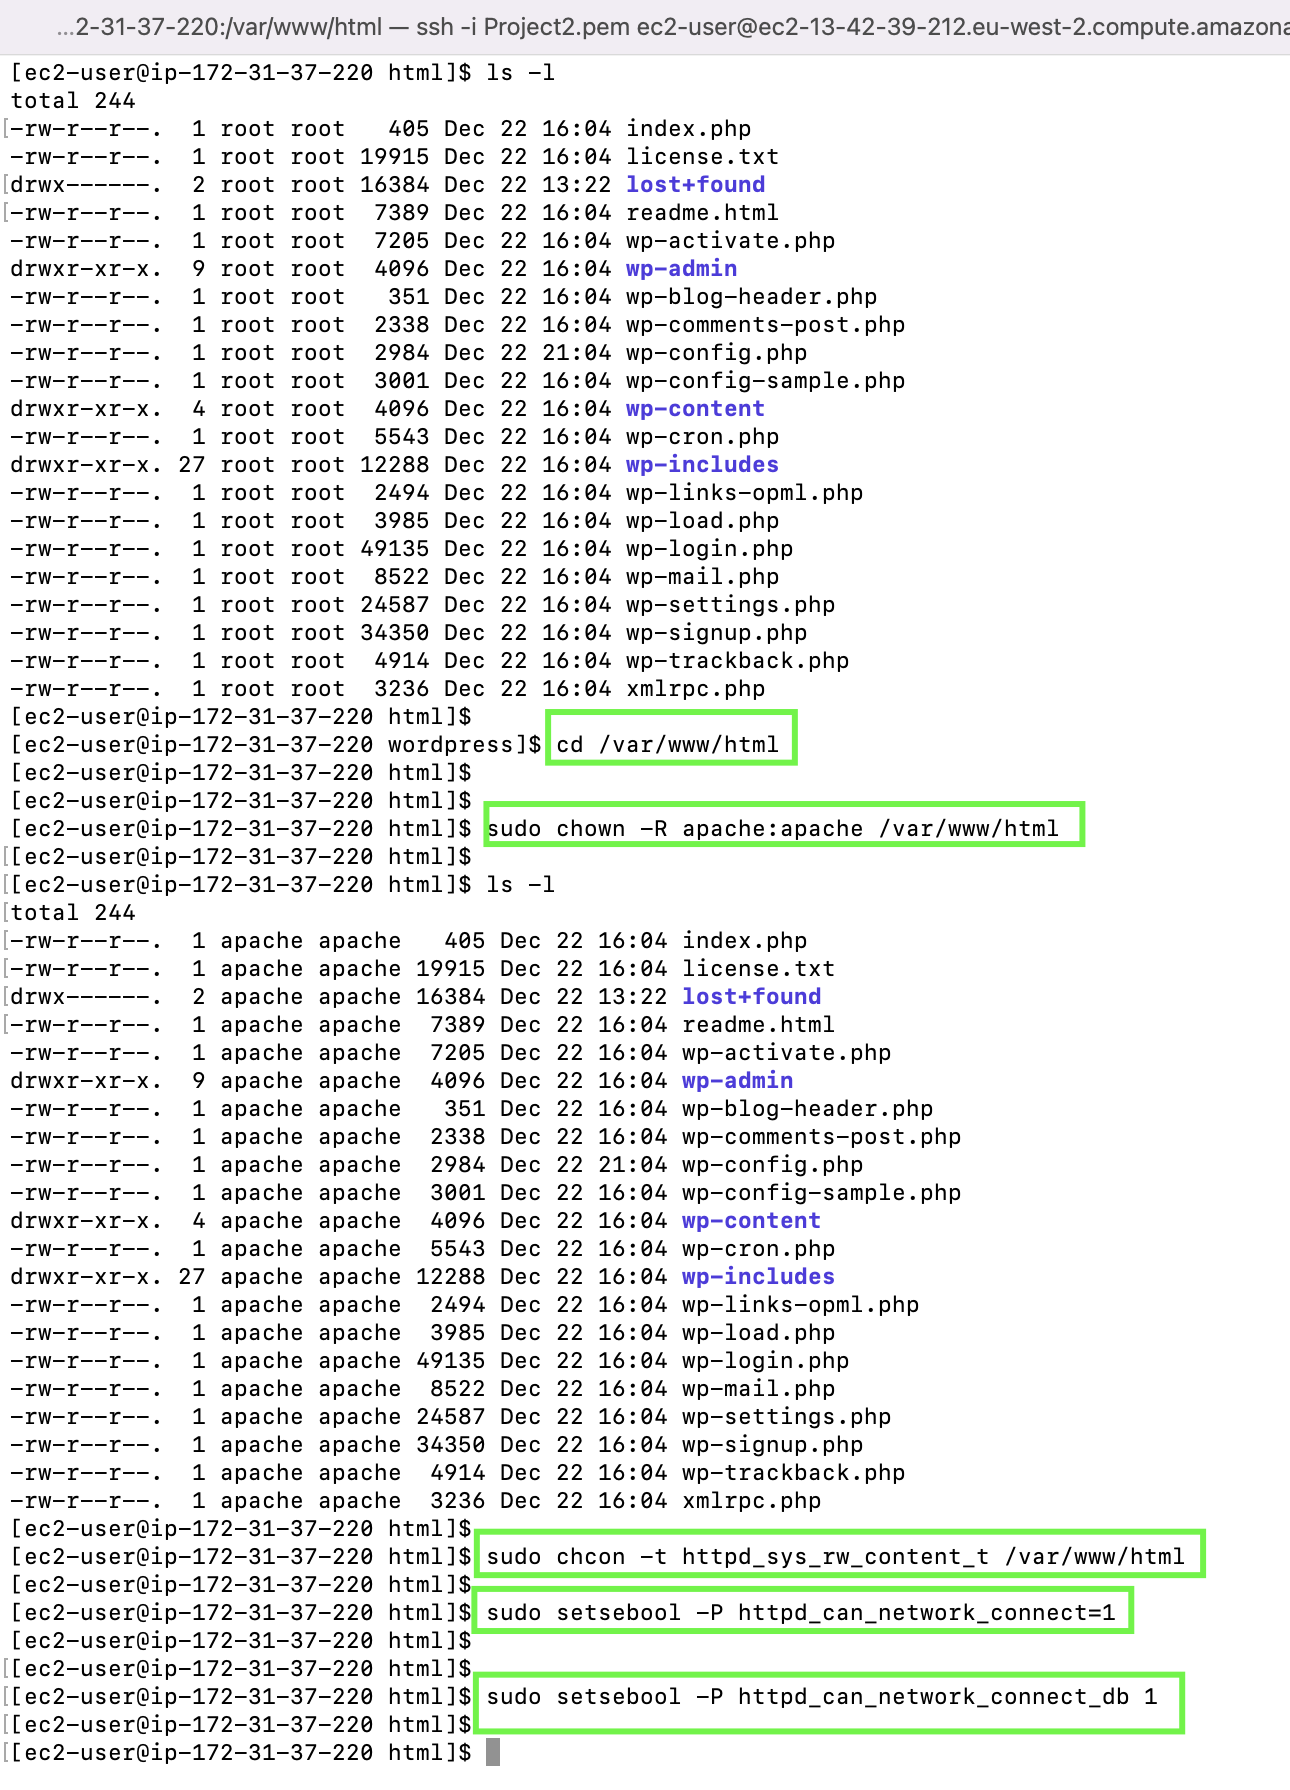 ...2-31-37-220:/var/www/html — ssh -i Project2.pem ec2-user@ec2-13-42-39-212.eu-west-2.compute.amazona
[ec2-user@ip-172-31-37-220 html]$ ls -l
total 244
[-rw-r--r--.  1 root root   405 Dec 22 16:04 index.php
-rw-r--r--.  1 root root 19915 Dec 22 16:04 license.txt
[drwx------.  2 root root 16384 Dec 22 13:22 lost+found
[-rw-r--r--.  1 root root  7389 Dec 22 16:04 readme.html
-rw-r--r--.  1 root root  7205 Dec 22 16:04 wp-activate.php
drwxr-xr-x.  9 root root  4096 Dec 22 16:04 wp-admin
-rw-r--r--.  1 root root   351 Dec 22 16:04 wp-blog-header.php
-rw-r--r--.  1 root root  2338 Dec 22 16:04 wp-comments-post.php
-rw-r--r--.  1 root root  2984 Dec 22 21:04 wp-config.php
-rw-r--r--.  1 root root  3001 Dec 22 16:04 wp-config-sample.php
drwxr-xr-x.  4 root root  4096 Dec 22 16:04 wp-content
-rw-r--r--.  1 root root  5543 Dec 22 16:04 wp-cron.php
drwxr-xr-x. 27 root root 12288 Dec 22 16:04 wp-includes
-rw-r--r--.  1 root root  2494 Dec 22 16:04 wp-links-opml.php
-rw-r--r--.  1 root root  3985 Dec 22 16:04 wp-load.php
-rw-r--r--.  1 root root 49135 Dec 22 16:04 wp-login.php
-rw-r--r--.  1 root root  8522 Dec 22 16:04 wp-mail.php
-rw-r--r--.  1 root root 24587 Dec 22 16:04 wp-settings.php
-rw-r--r--.  1 root root 34350 Dec 22 16:04 wp-signup.php
-rw-r--r--.  1 root root  4914 Dec 22 16:04 wp-trackback.php
-rw-r--r--.  1 root root  3236 Dec 22 16:04 xmlrpc.php
[ec2-user@ip-172-31-37-220 html]$
[ec2-user@ip-172-31-37-220 wordpress]$ cd /var/www/html
[ec2-user@ip-172-31-37-220 html]$
[ec2-user@ip-172-31-37-220 html]$
[ec2-user@ip-172-31-37-220 html]$ sudo chown -R apache:apache /var/www/html
[[ec2-user@ip-172-31-37-220 html]$
[[ec2-user@ip-172-31-37-220 html]$ ls -l
[total 244
[-rw-r--r--.  1 apache apache   405 Dec 22 16:04 index.php
[-rw-r--r--.  1 apache apache 19915 Dec 22 16:04 license.txt
[drwx------.  2 apache apache 16384 Dec 22 13:22 lost+found
[-rw-r--r--.  1 apache apache  7389 Dec 22 16:04 readme.html
-rw-r--r--.  1 apache apache  7205 Dec 22 16:04 wp-activate.php
drwxr-xr-x.  9 apache apache  4096 Dec 22 16:04 wp-admin
-rw-r--r--.  1 apache apache   351 Dec 22 16:04 wp-blog-header.php
-rw-r--r--.  1 apache apache  2338 Dec 22 16:04 wp-comments-post.php
-rw-r--r--.  1 apache apache  2984 Dec 22 21:04 wp-config.php
-rw-r--r--.  1 apache apache  3001 Dec 22 16:04 wp-config-sample.php
drwxr-xr-x.  4 apache apache  4096 Dec 22 16:04 wp-content
-rw-r--r--.  1 apache apache  5543 Dec 22 16:04 wp-cron.php
drwxr-xr-x. 27 apache apache 12288 Dec 22 16:04 wp-includes
-rw-r--r--.  1 apache apache  2494 Dec 22 16:04 wp-links-opml.php
-rw-r--r--.  1 apache apache  3985 Dec 22 16:04 wp-load.php
-rw-r--r--.  1 apache apache 49135 Dec 22 16:04 wp-login.php
-rw-r--r--.  1 apache apache  8522 Dec 22 16:04 wp-mail.php
-rw-r--r--.  1 apache apache 24587 Dec 22 16:04 wp-settings.php
-rw-r--r--.  1 apache apache 34350 Dec 22 16:04 wp-signup.php
-rw-r--r--.  1 apache apache  4914 Dec 22 16:04 wp-trackback.php
-rw-r--r--.  1 apache apache  3236 Dec 22 16:04 xmlrpc.php
[ec2-user@ip-172-31-37-220 html]$
[ec2-user@ip-172-31-37-220 html]$ sudo chcon -t httpd_sys_rw_content_t /var/www/html
[ec2-user@ip-172-31-37-220 html]$
[ec2-user@ip-172-31-37-220 html]$ sudo setsebool -P httpd_can_network_connect=1
[ec2-user@ip-172-31-37-220 html]$
[[ec2-user@ip-172-31-37-220 html]$
[[ec2-user@ip-172-31-37-220 html]$ sudo setsebool -P httpd_can_network_connect_db 1
[[ec2-user@ip-172-31-37-220 html]$
[[ec2-user@ip-172-31-37-220 html]$